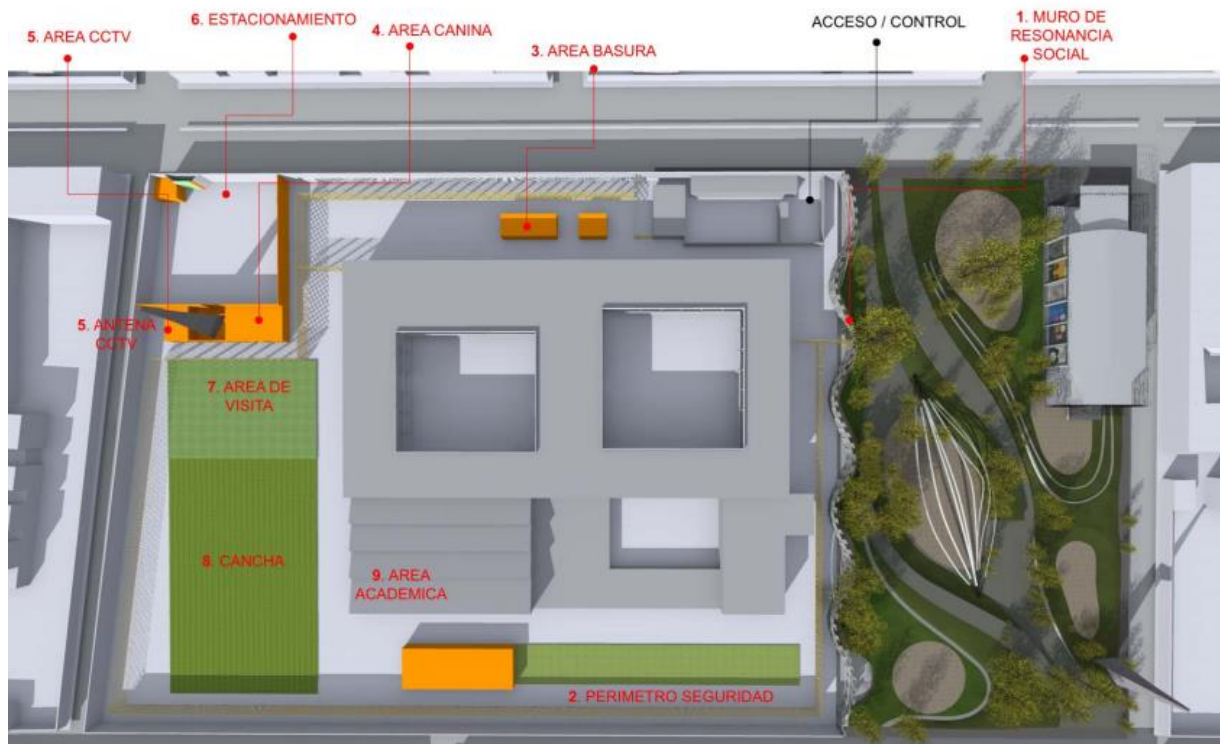 6. ESTACIONAMIENTO
5. AREA CCTV
4. AREA CANINA
3. AREA BASURA
ACCESO / CONTROL
1. MURO DE
RESONANCIA
SOCIAL
5. ANTENA
CCTV
7. AREA DE
VISITA
8. CANCHA
9. AREA
ACADEMICA
2. PERIMETRO SEGURIDAD